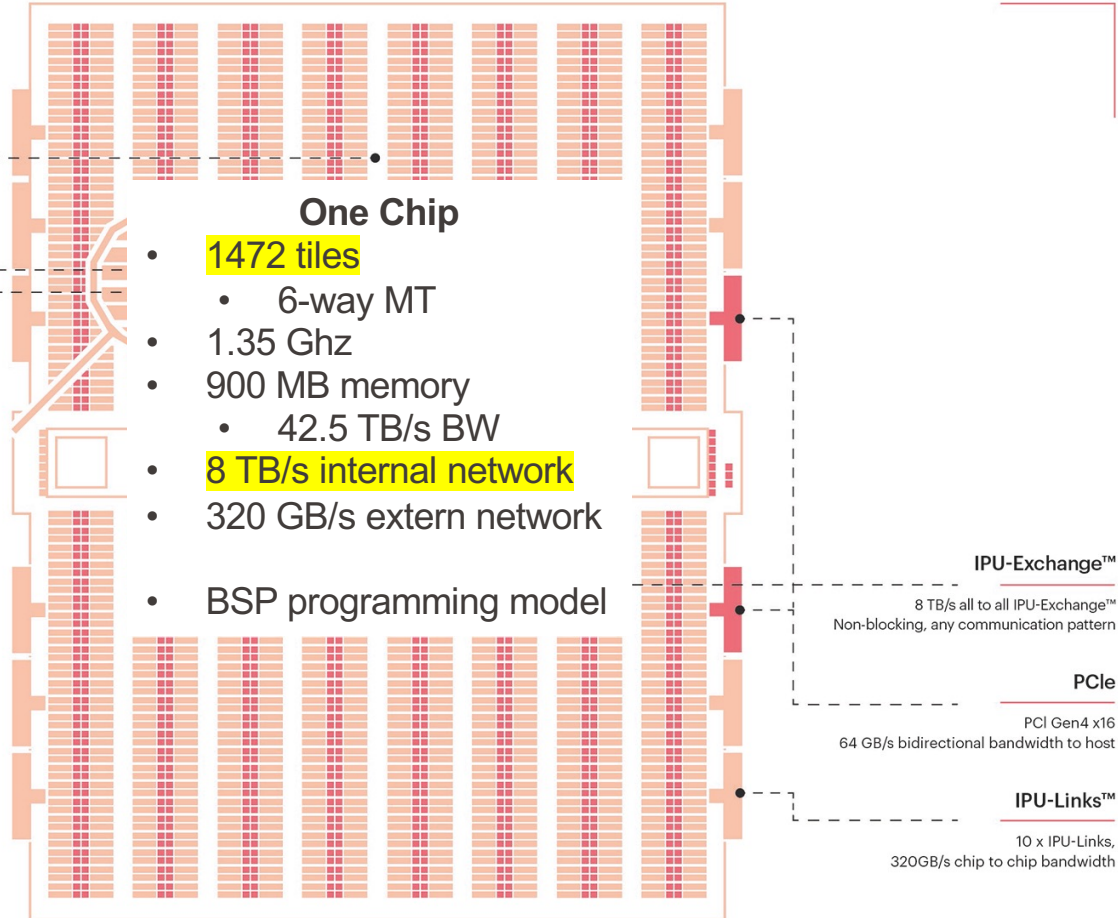 One Chip
• 1472 tiles
• 6-way MT
• 1.35 Ghz
• 900 MB memory
• 42.5 TB/s BW
• 8 TB/s internal network
• 320 GB/s extern network
• BSP programming model
IPU-Exchange™
8 TB/s all to all IPU-Exchange™
Non-blocking, any communication pattern
PCIe
PCI Gen4 x16
64 GB/s bidirectional bandwidth to host
IPU-Links™
10 x IPU-Links,
320GB/s chip to chip bandwidth